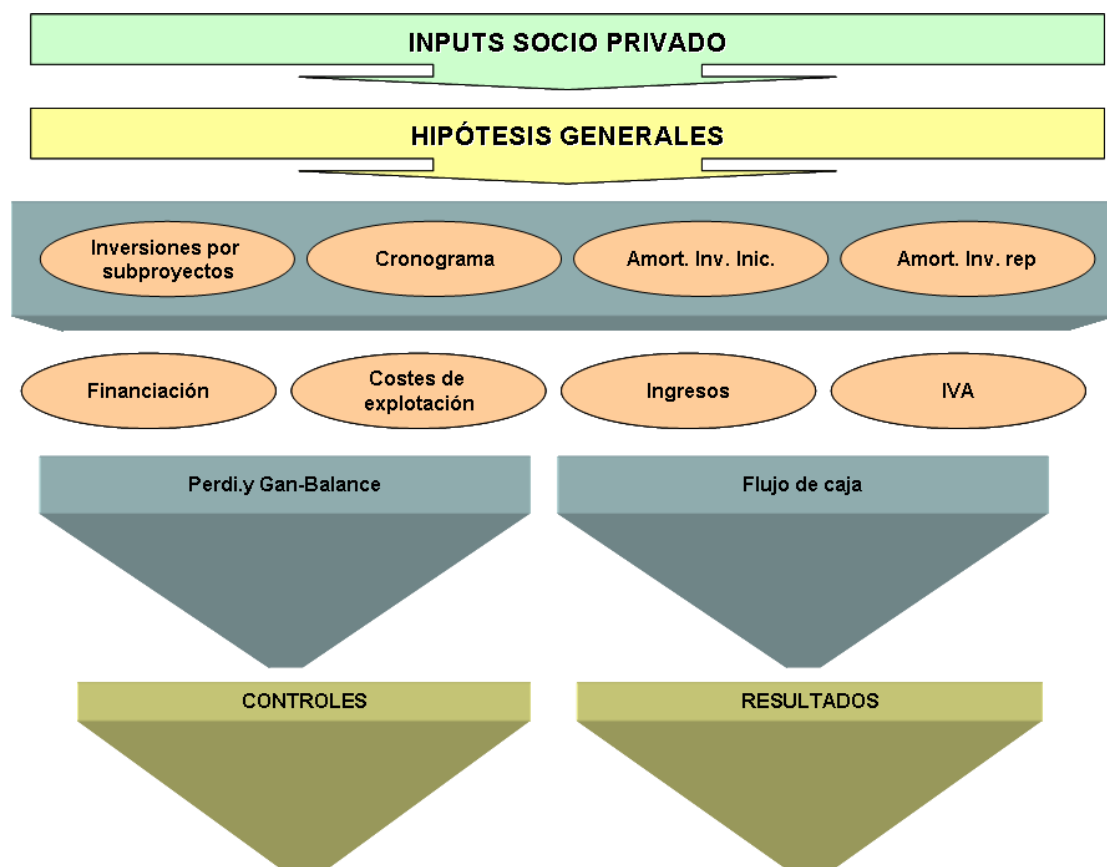 INPUTS SOCIO PRIVADO
HIPÓTESIS GENERALES
Inversiones por
subproyectos
Cronograma
Amort. Inv. Inic.
Amort. Inv. rep
Financiación
Costes de
explotación
Ingresos
IVA
Perdi.y Gan-Balance
Flujo de caja
CONTROLES
RESULTADOS